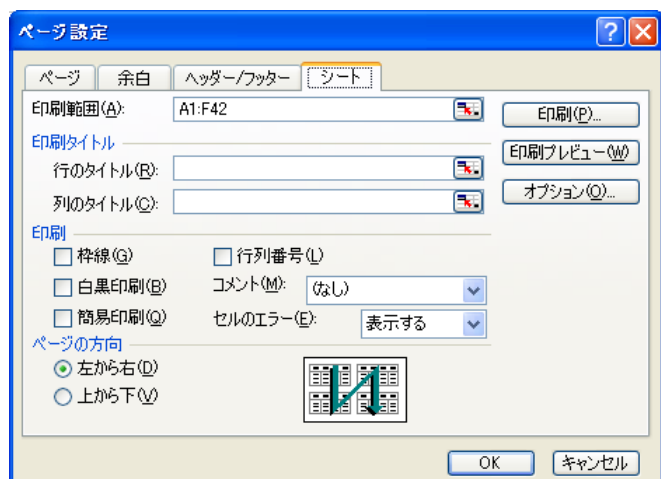 ページ設定
ページ 余白 ヘッダー/フッター シート
印刷範囲(A): A1:F42 印刷(P)...
印刷タイトル
印刷プレビュー(W)
行のタイトル(R):
オプション(O)...
列のタイトル(C):
印刷
枠線(G) 行列番号(L)
白黒印刷(B) コメント(M): (なし)
簡易印刷(Q) セルのエラー(E): 表示する
ページの方向
左から右(D)
上から下(V)
OK キャンセル